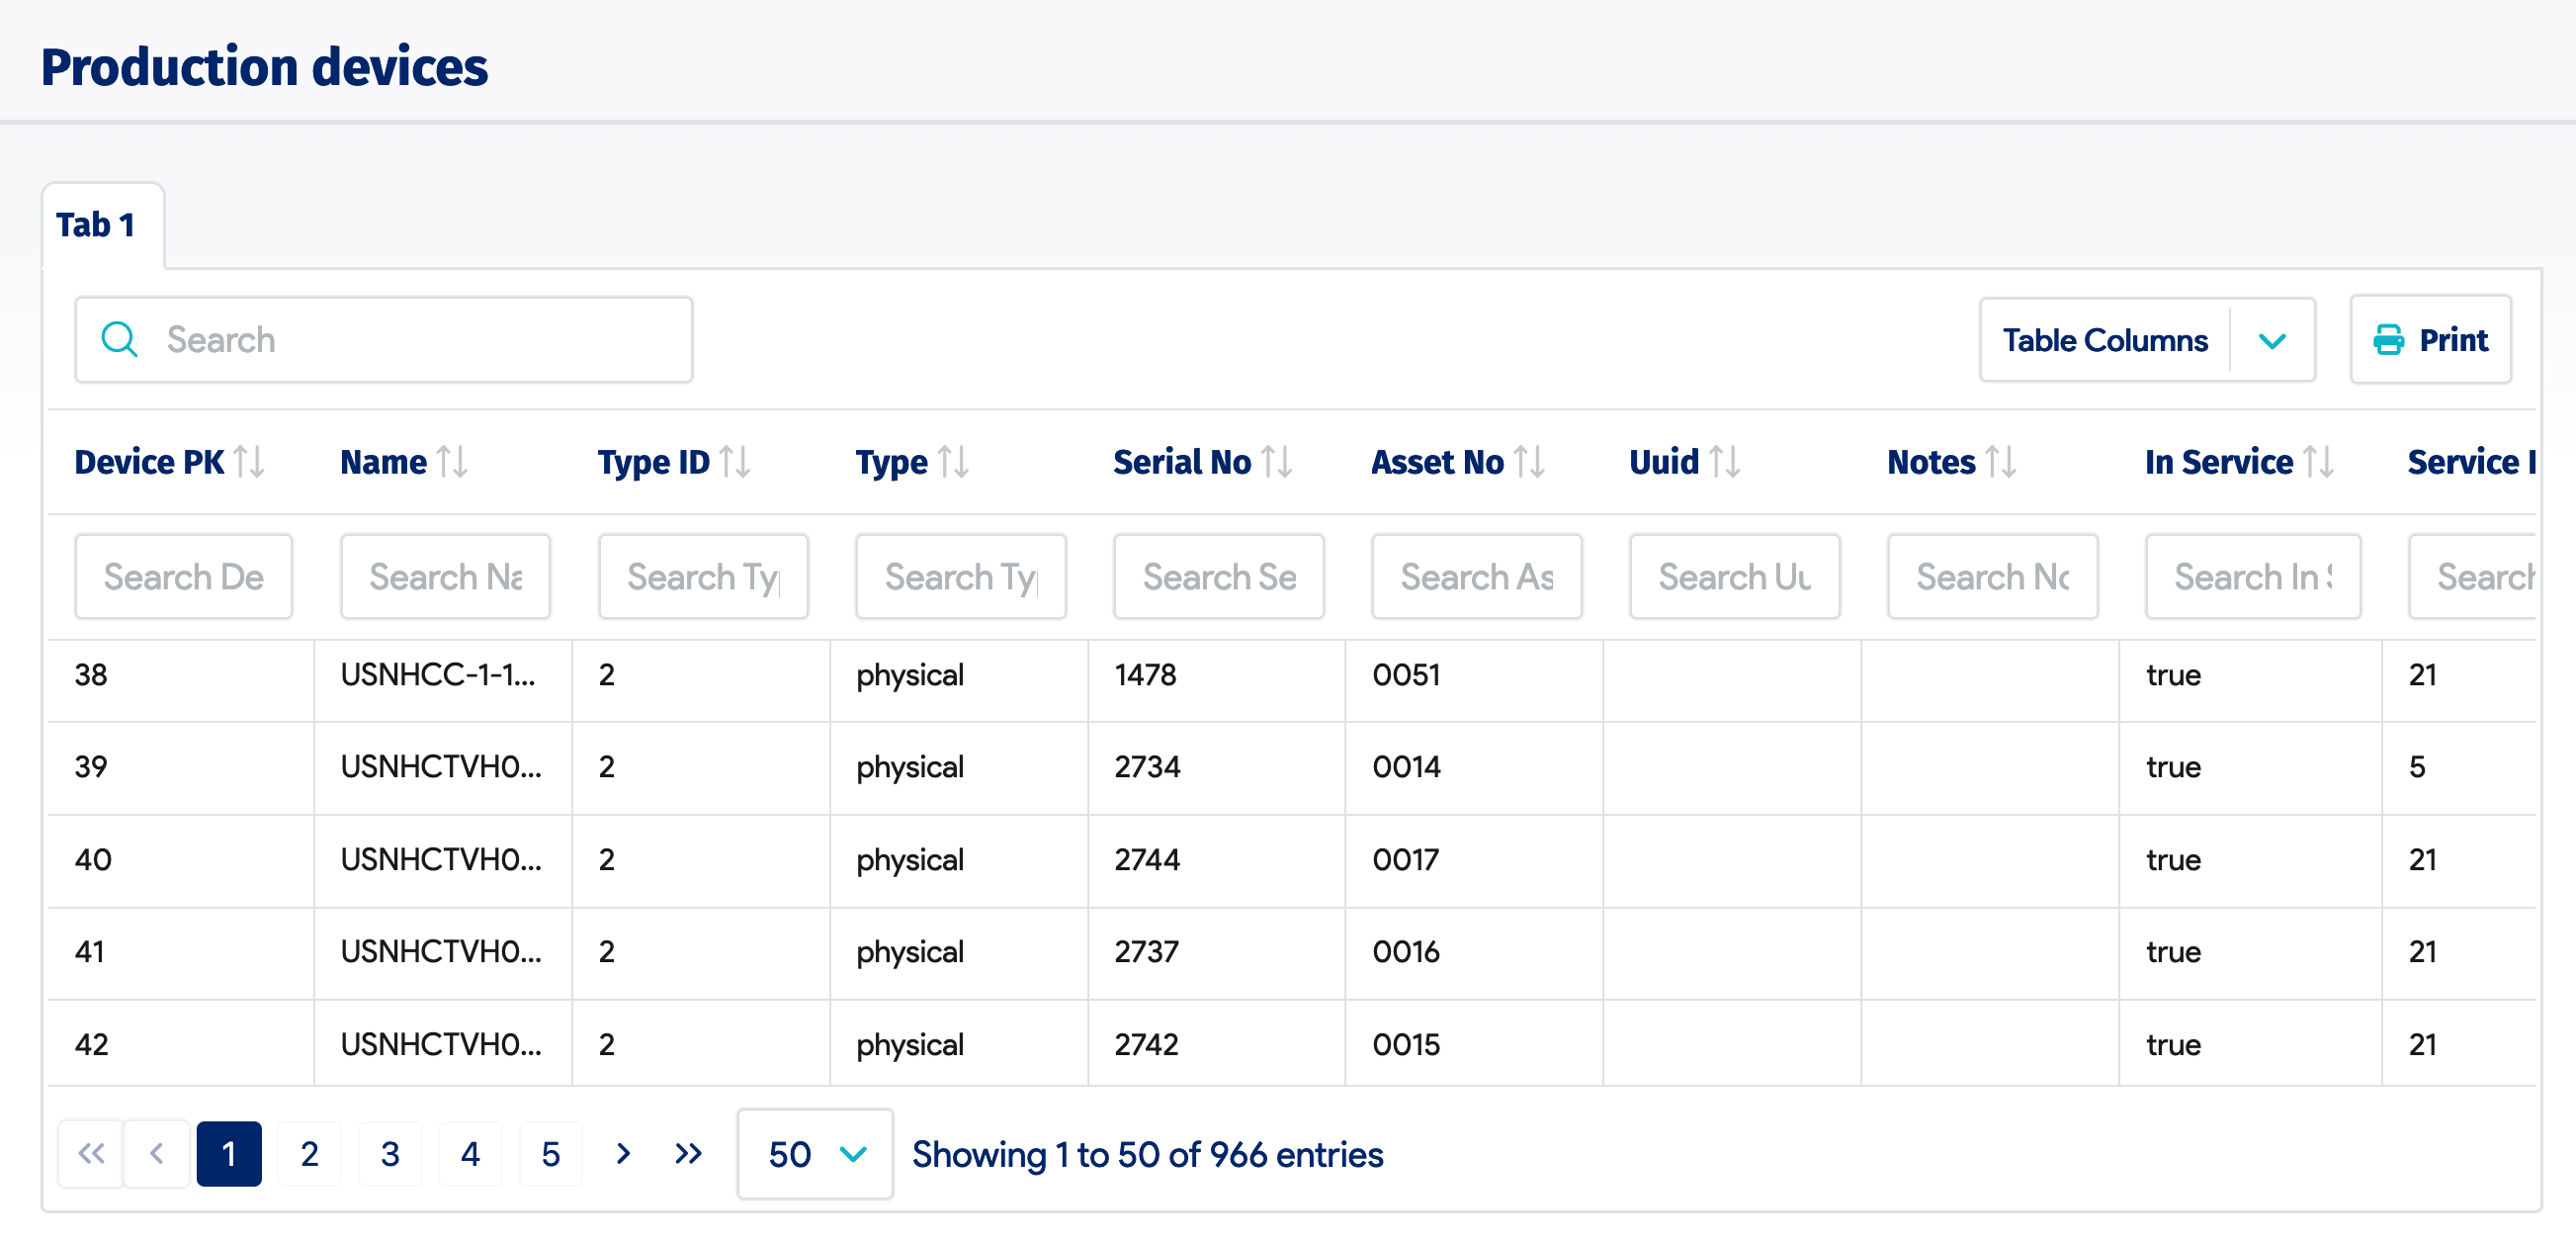 Production devices
Tab 1
Search
Table Columns
Print
Device PK Name Type ID Type Serial No Asset No Uuid Notes In Service Service
Search De Search Na Search Ty Search Ty Search Se Search As Search Uu Search No Search In Search
38 USNHCC-1-1... 2 physical 1478 0051 true 21
39 USNHCTVH0... 2 physical 2734 0014 true 5
40 USNHCTVH0... 2 physical 2744 0017 true 21
41 USNHCTVH0... 2 physical 2737 0016 true 21
42 USNHCTVH0... 2 physical 2742 0015 true 21
1 2 3 4 5 50 Showing 1 to 50 of 966 entries